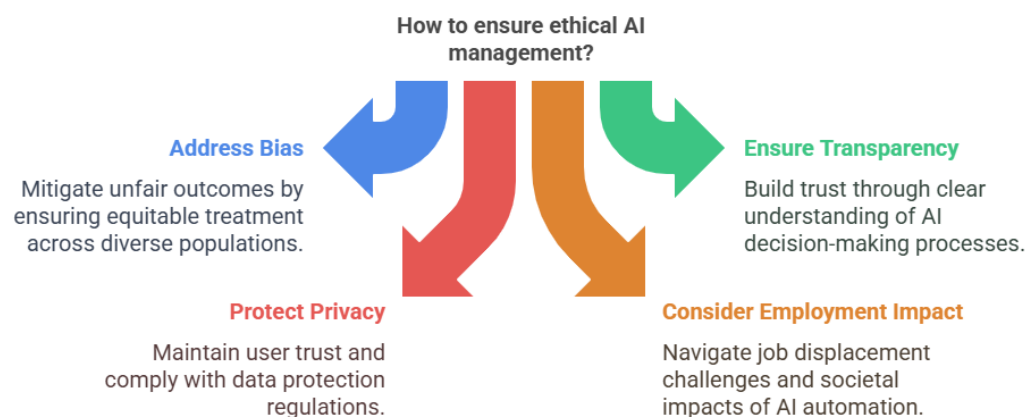 How to ensure ethical AI
management?
Address Bias
Mitigate unfair outcomes by
ensuring equitable treatment
across diverse populations.
Ensure Transparency
Build trust through clear
understanding of AI
decision-making processes.
Protect Privacy
Maintain user trust and
comply with data protection
regulations.
Consider Employment Impact
Navigate job displacement
challenges and societal
impacts of AI automation.